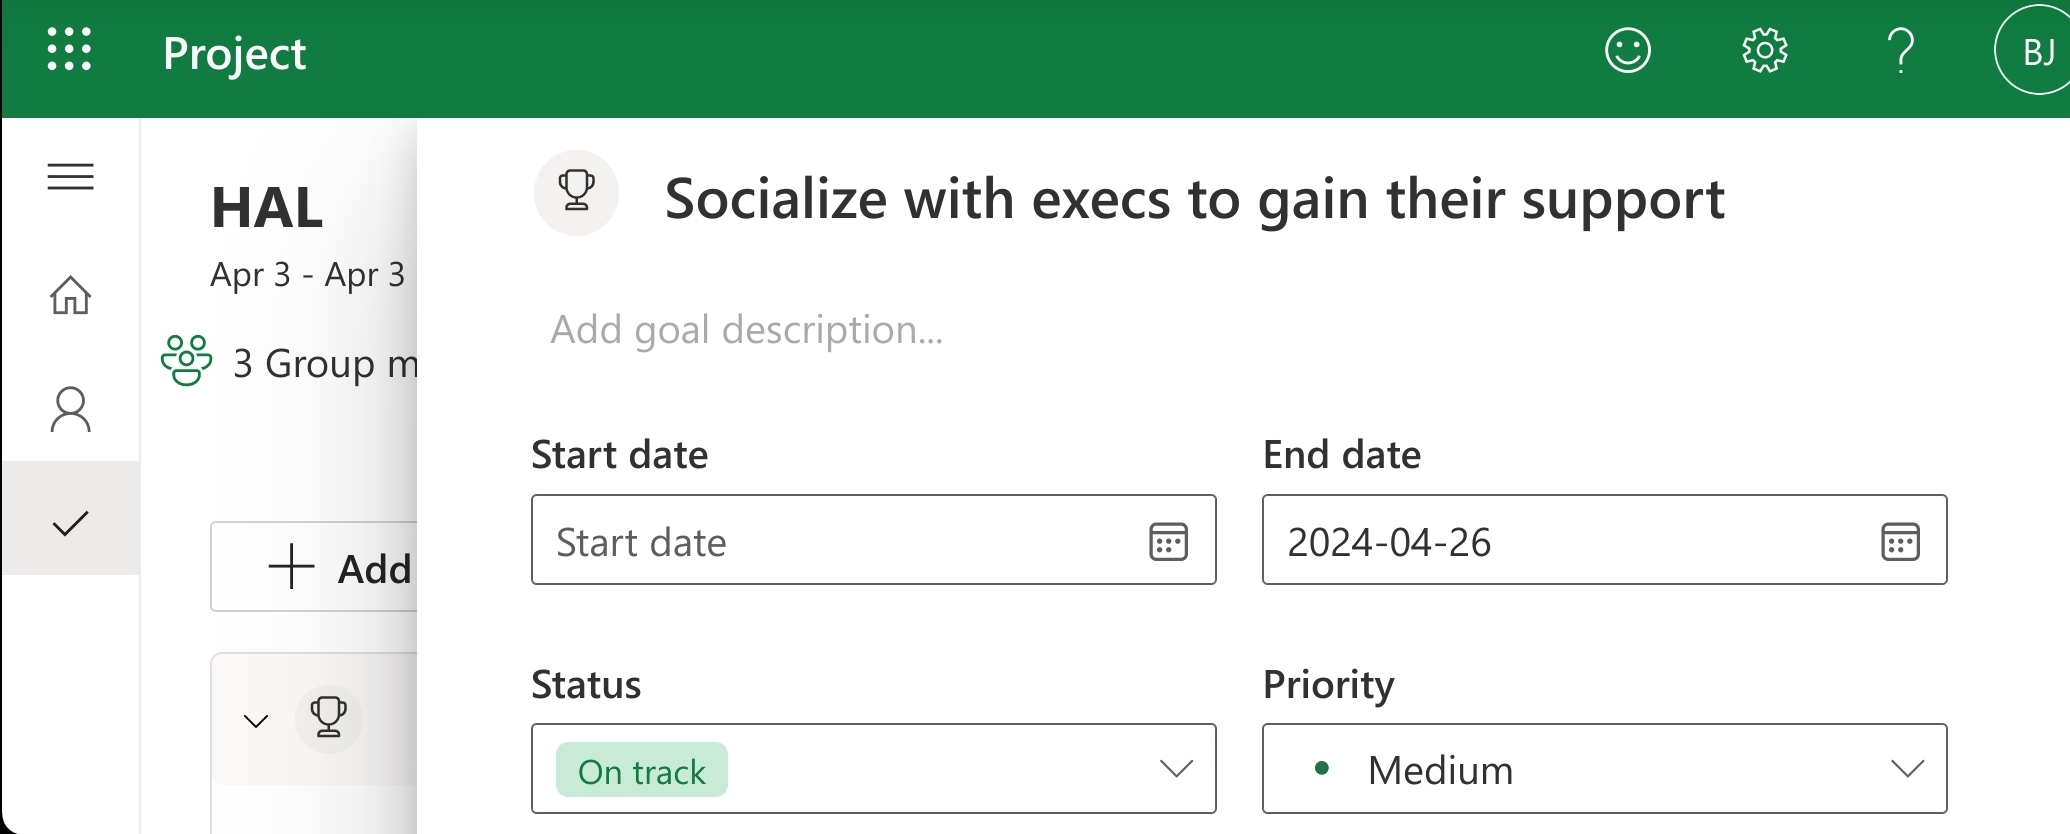 Project
BJ
HAL
Apr 3 - Apr 3
3 Group m
Add
Socialize with execs to gain their support
Add goal description...
Start date
End date
Start date
2024-04-26
Status
Priority
On track
Medium